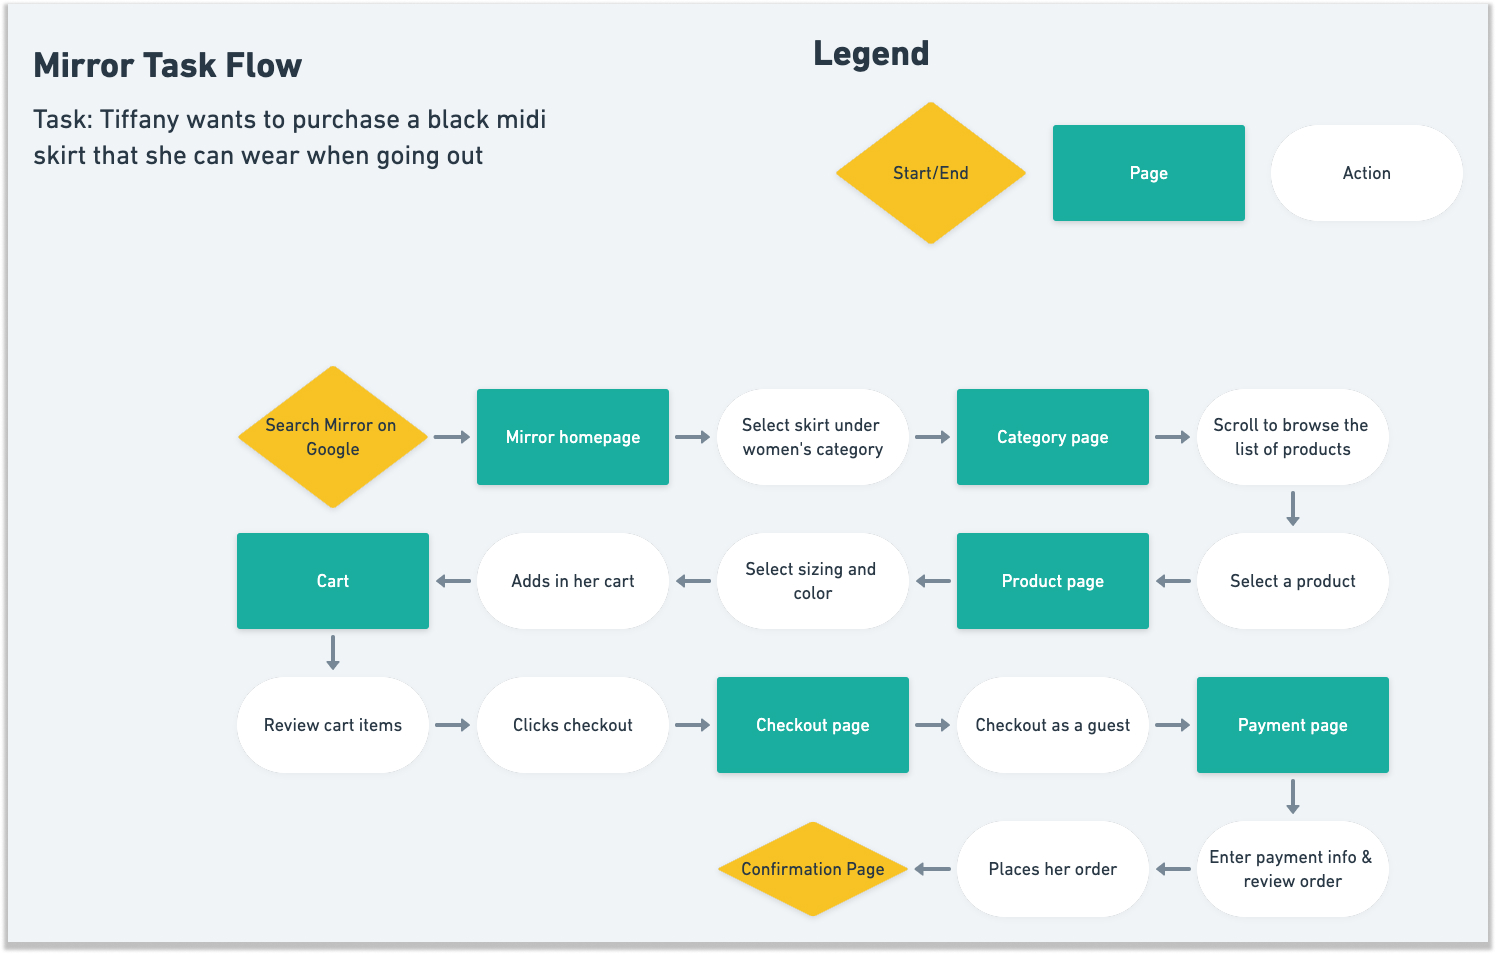 Mirror Task Flow
Task: Tiffany wants to purchase a black midi
skirt that she can wear when going out
Legend
Start/End
Page
Action
Search Mirror on
Google
Mirror homepage
Select skirt under
women's category
Category page
Scroll to browse the
list of products
Select a product
Product page
Select sizing and
color
Adds in her cart
Cart
Review cart items
Clicks checkout
Checkout page
Checkout as a guest
Payment page
Enter payment info &
review order
Places her order
Confirmation Page